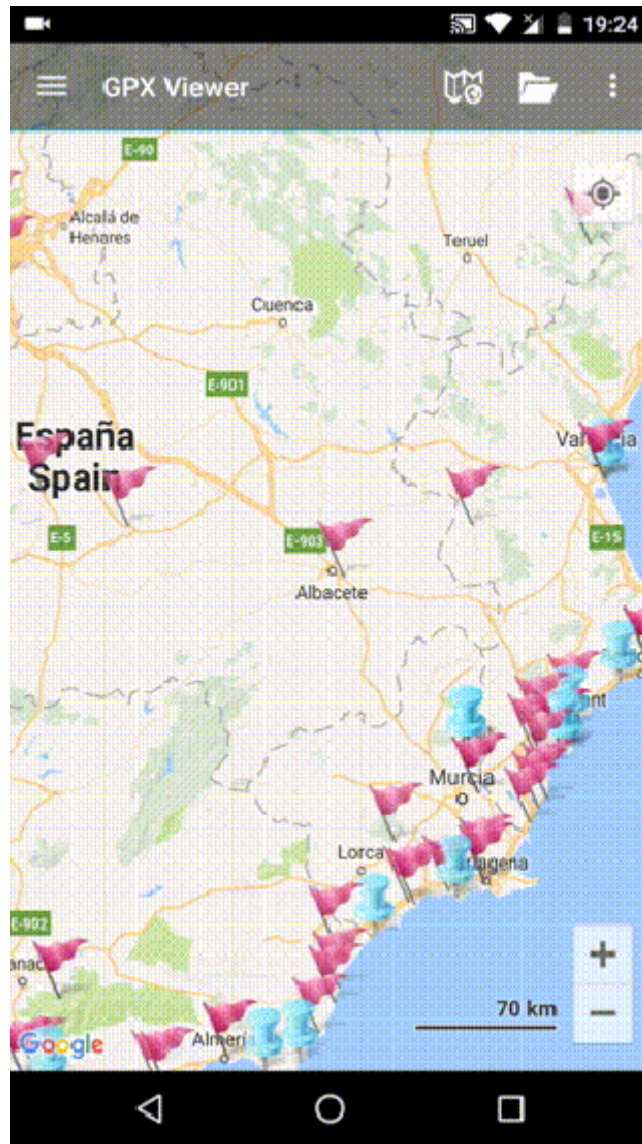 19:24
GPX Viewer
E-90
Alcalá de
Henares
Teruel
Cuenca
E-901
España
Spain
E-5
E-903
E-15
Albacete
Murcia
Lorca
E-902
Almería
70 km
Google